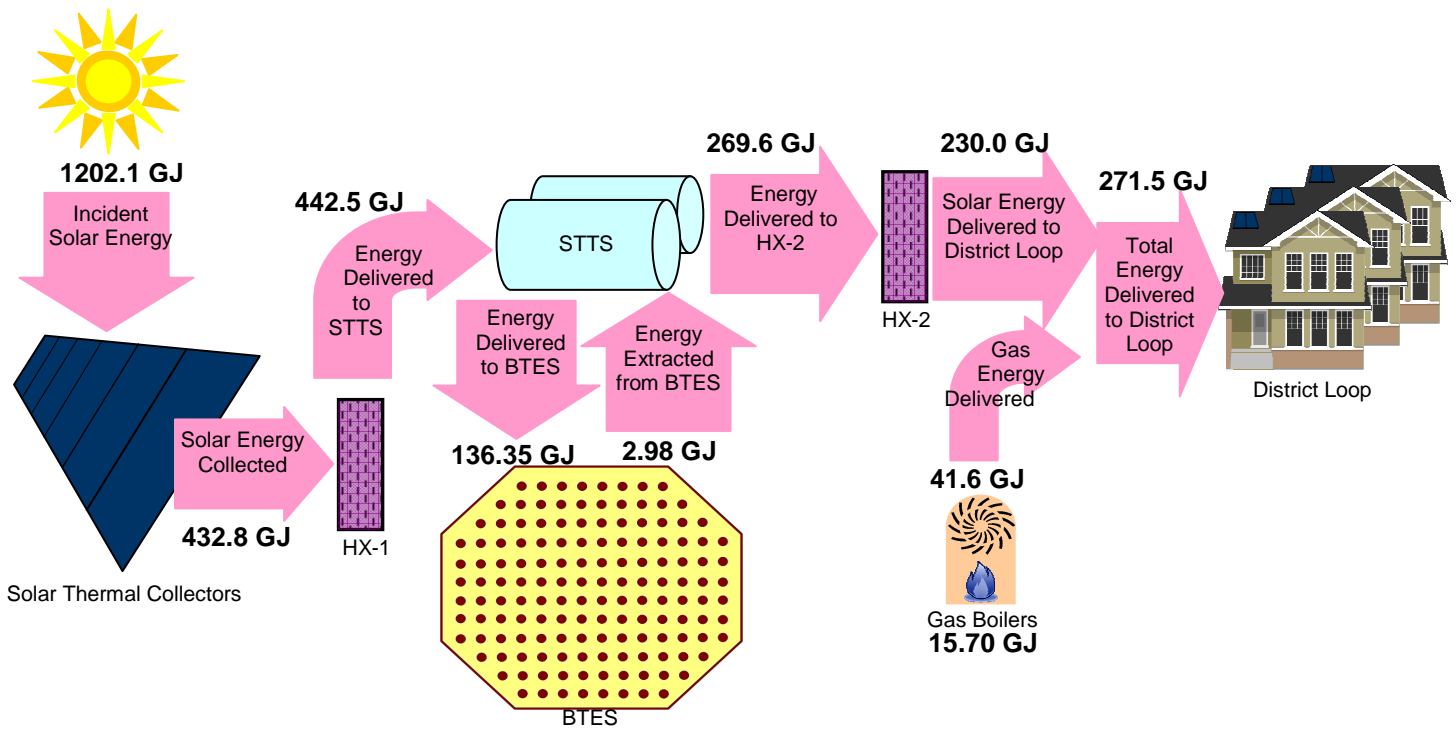 1202.1 GJ
Incident
Solar Energy
Solar Thermal Collectors
Solar Energy
Collected
432.8 GJ
HX-1
442.5 GJ
Energy
Delivered
to
STTS
STTS
Energy
Delivered
to BTES
136.35 GJ
Energy
Extracted
from BTES
2.98 GJ
BTES
269.6 GJ
Energy
Delivered to
HX-2
HX-2
230.0 GJ
Solar Energy
Delivered to
District Loop
Gas
Energy
Delivered
41.6 GJ
Gas Boilers
15.70 GJ
271.5 GJ
Total
Energy
Delivered
to District
Loop
District Loop